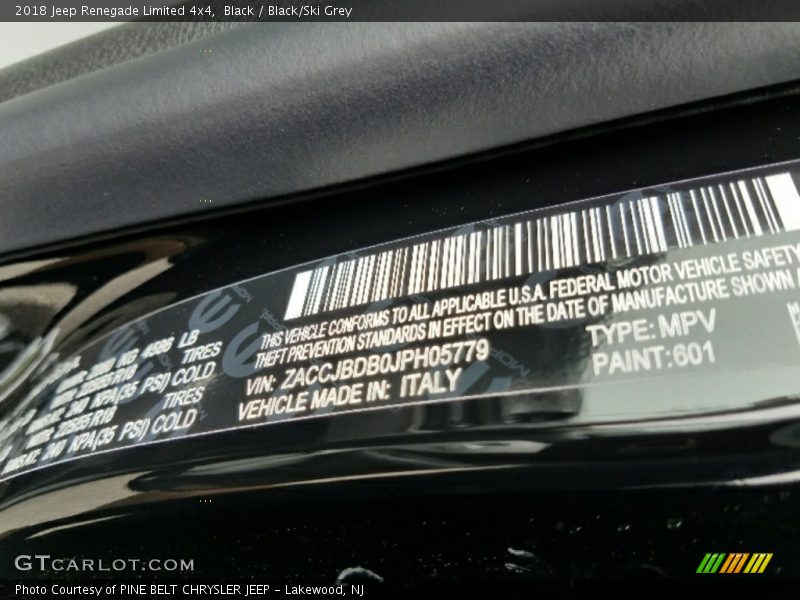 2018 Jeep Renegade Limited 4x4, Black / Black/Ski Grey
THIS VEHICLE CONFORMS TO ALL APPLICABLE U.S.A. FEDERAL MOTOR VEHICLE SAFETY
THEFT PREVENTION STANDARDS IN EFFECT ON THE DATE OF MANUFACTURE SHOWN
VIN: ZACCJBDB0JPH05779 TYPE: MPV
VEHICLE MADE IN: ITALY PAINT: 601
KG LB
TIRES
KPA(35 PSI) COLD
TIRES
240 KPA(35 PSI) COLD
GTCARLOT.COM
Photo Courtesy of PINE BELT CHRYSLER JEEP - Lakewood, NJ